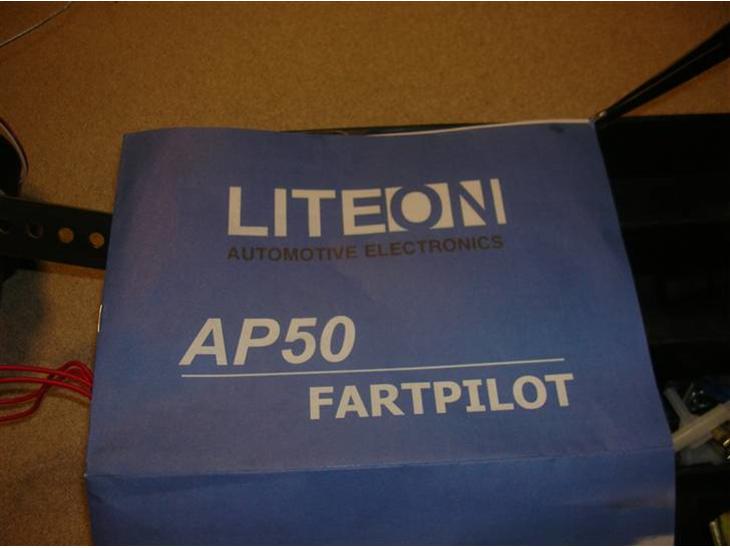 LITEON
AUTOMOTIVE ELECTRONICS
AP50
FARTPILOT